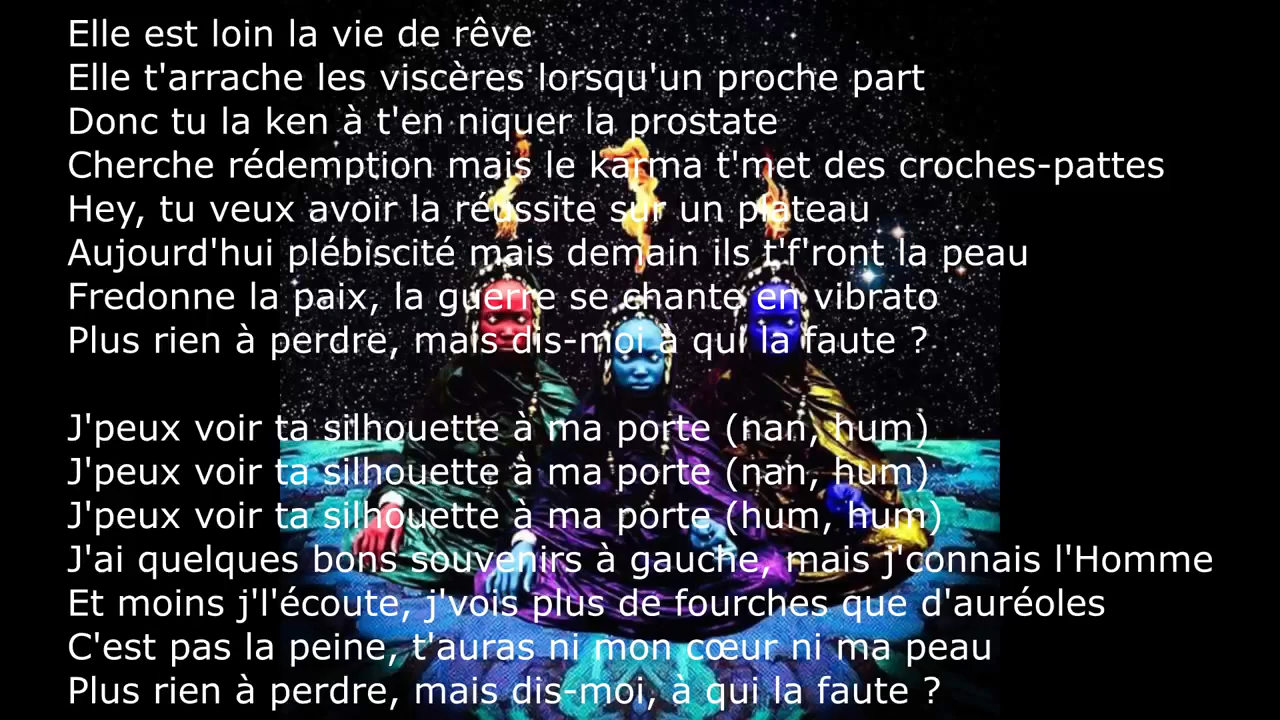 Elle est loin la vie de rêve
Elle t'arrache les viscères lorsqu'un proche part
Donc tu la ken à t'en niquer la prostate
Cherche rédemption mais le karma t'met des croches-pattes
Hey, tu veux avoir la réussite sur un plateau
Aujourd'hui plébiscité mais demain ils t'f'ront la peau
Fredonne la paix, la guerre se chante en vibrato
Plus rien à perdre, mais dis-moi à qui la faute ?
J'peux voir ta silhouette à ma porte (nan, hum)
J'peux voir ta silhouette à ma porte (nan, hum)
J'peux voir ta silhouette à ma porte (hum, hum)
J'ai quelques bons souvenirs à gauche, mais j'connais l'Homme
Et moins j'l'écoute, j'vois plus de fourches que d'auréoles
C'est pas la peine, t'auras ni mon cœur ni ma peau
Plus rien à perdre, mais dis-moi, à qui la faute ?